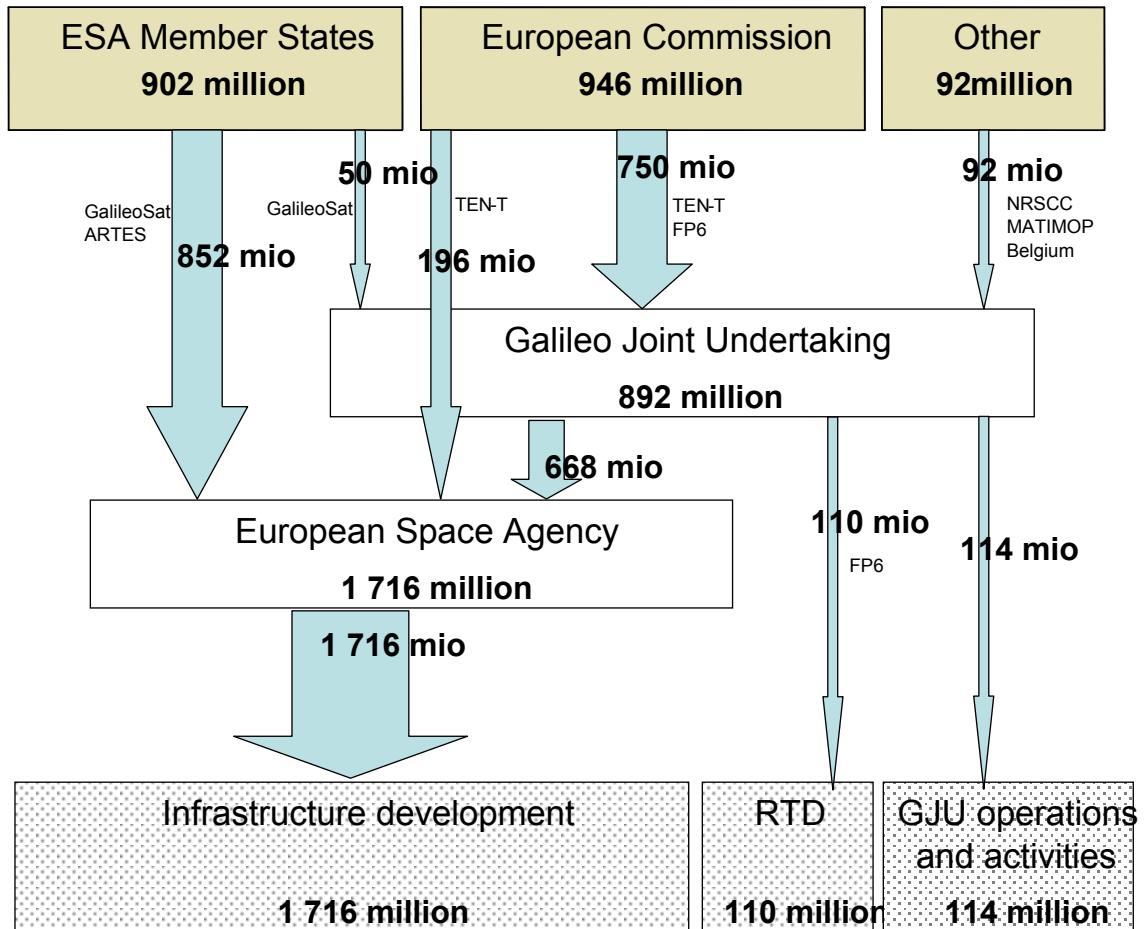 ESA Member States
902 million
European Commission
946 million
Other
92million
50 mio
750 mio
92 mio
GalileoSat
ARTES
GalileoSat
TEN-T
TEN-T
FP6
NRSCC
MATIMOP
Belgium
852 mio
196 mio
Galileo Joint Undertaking
892 million
668 mio
European Space Agency
1 716 million
110 mio
FP6
114 mio
1 716 mio
Infrastructure development
1 716 million
RTD
110 million
GJU operations
and activities
114 million